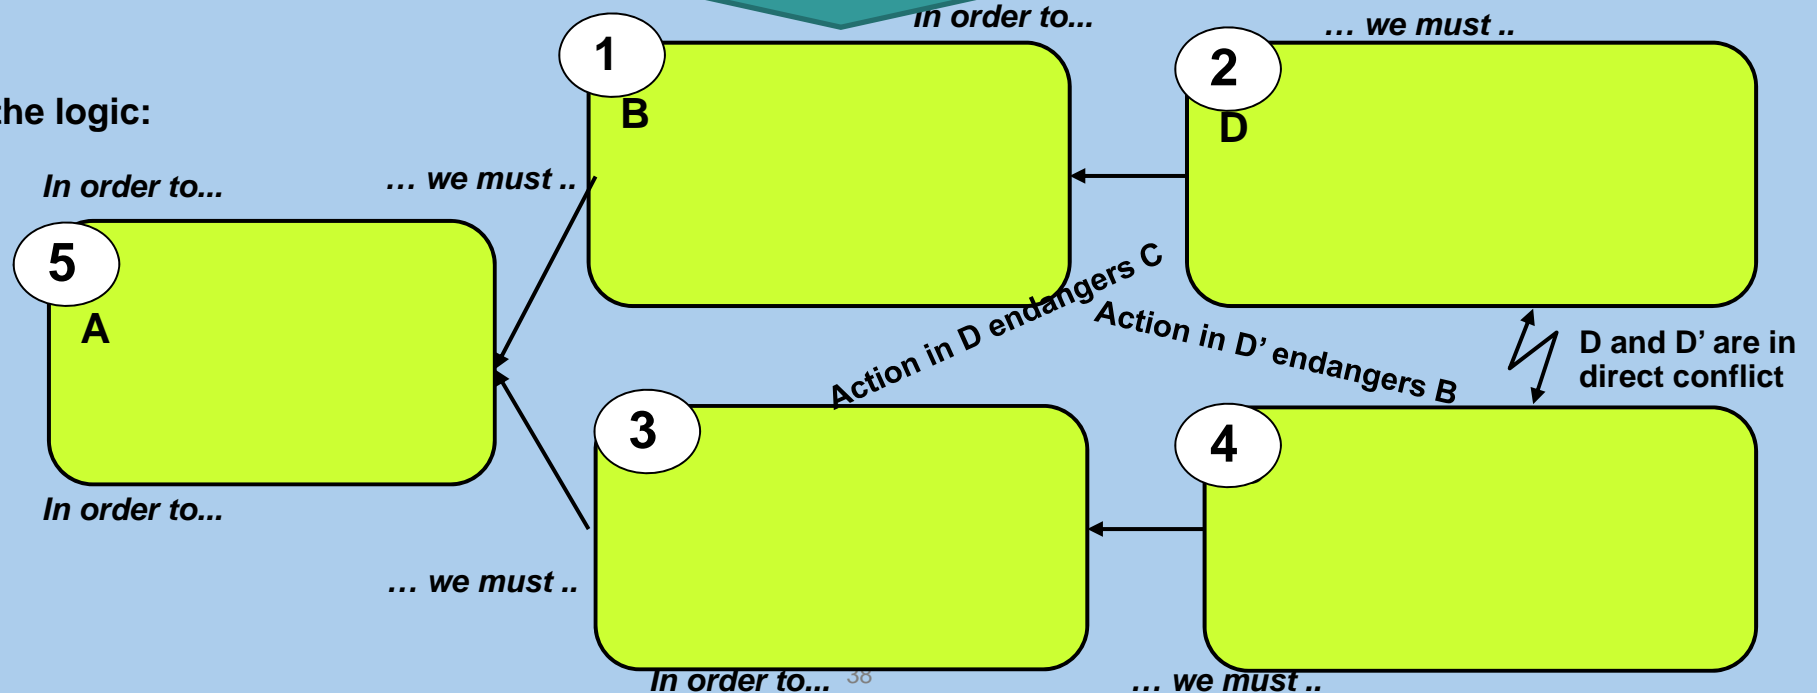 In order to...
… we must ..
1
B
2
D
the logic:
In order to...
… we must ..
5
A
Action in D endangers C
Action in D’ endangers B
D and D’ are in
direct conflict
3
4
In order to...
… we must ..
In order to...
38
… we must ..